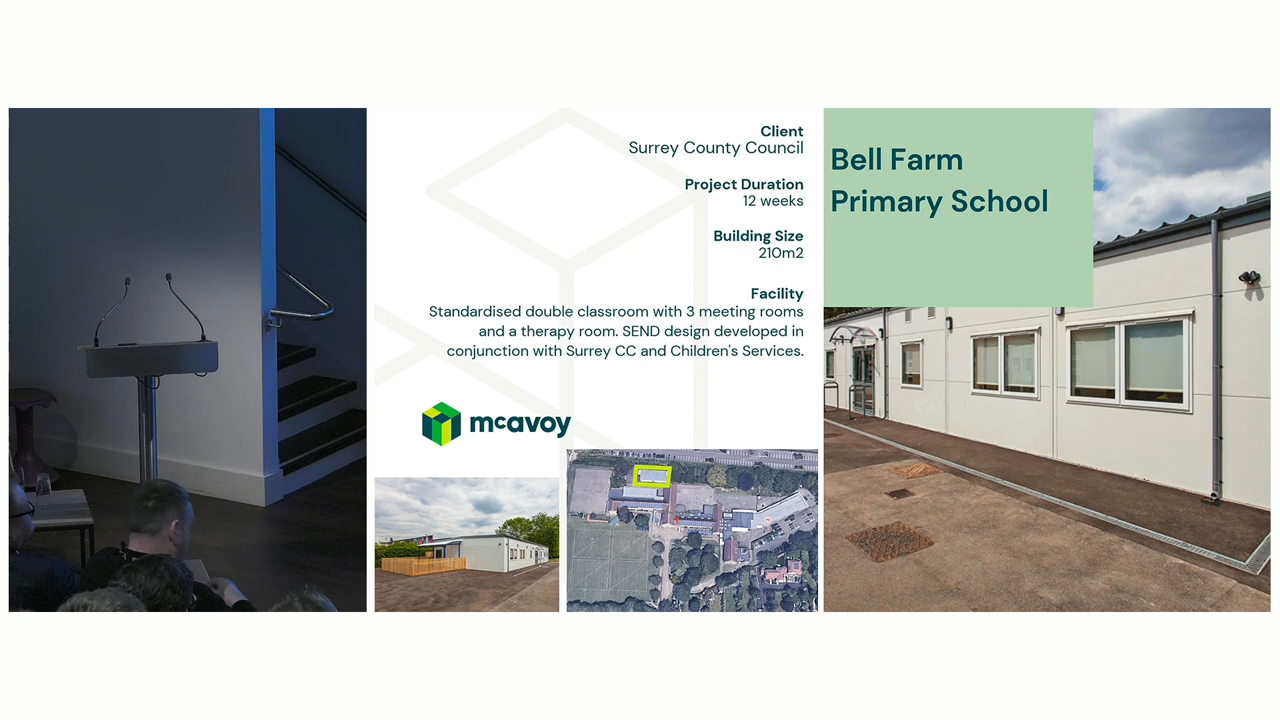 Client
Surrey County Council
Project Duration
12 weeks
Building Size
210m2
Facility
Standardised double classroom with 3 meeting rooms
and a therapy room. SEND design developed in
conjunction with Surrey CC and Children's Services.
mcavoy
Bell Farm
Primary School